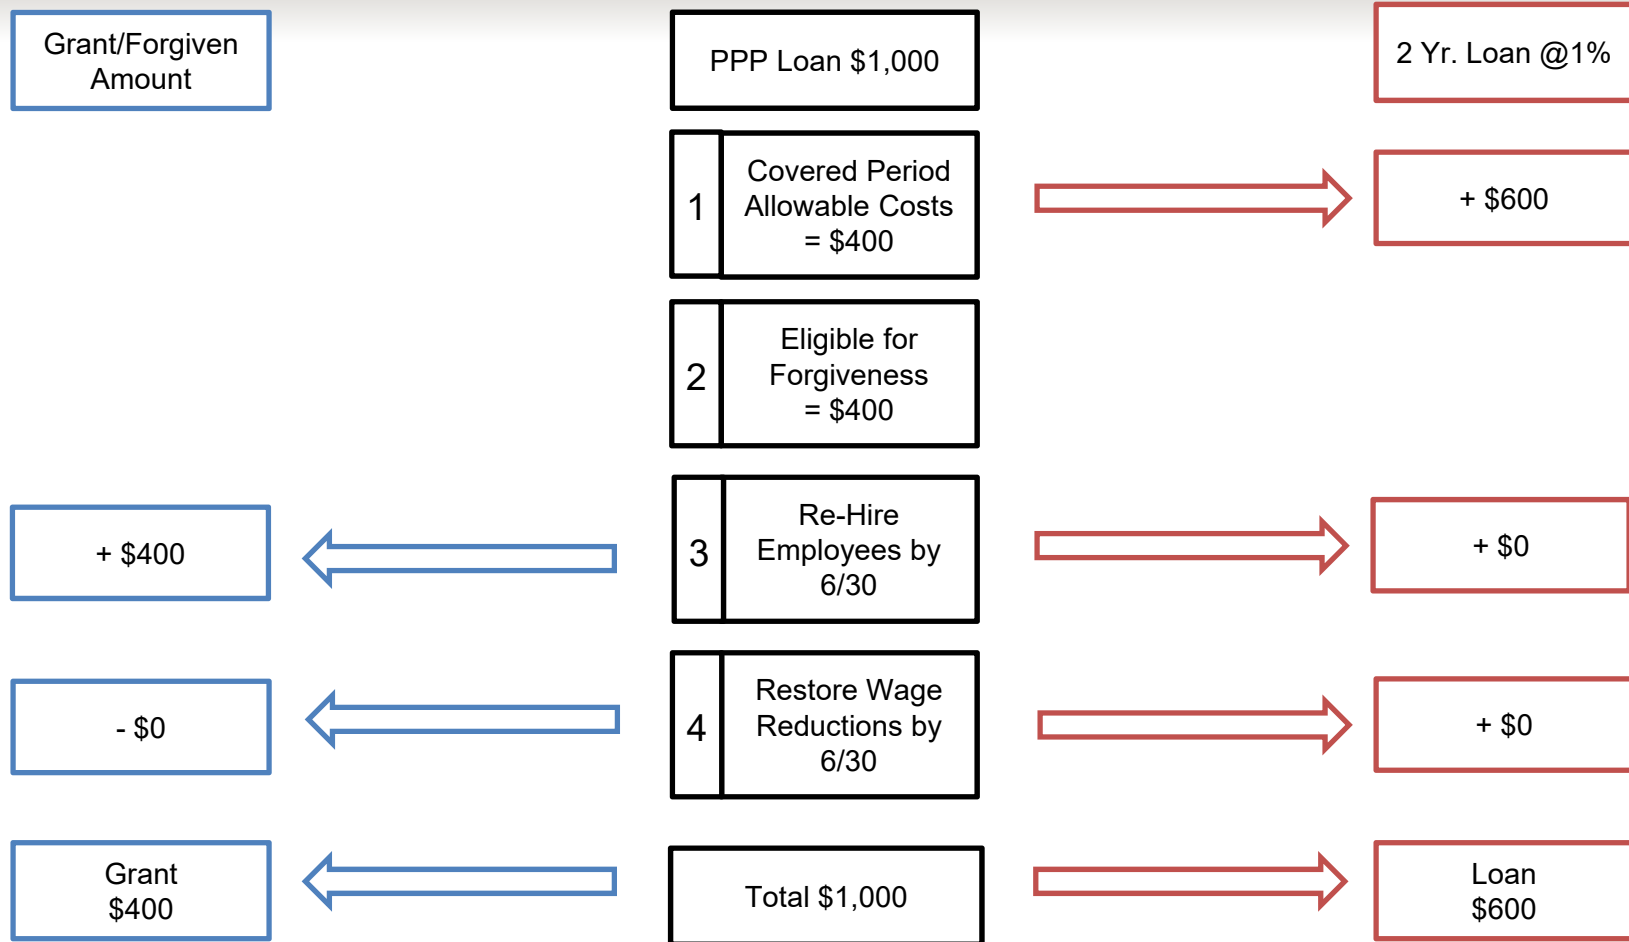 Grant/Forgiven
Amount
PPP Loan $1,000
2 Yr. Loan @1%
1
Covered Period
Allowable Costs
= $400
+ $600
2
Eligible for
Forgiveness
= $400
+ $400
3
Re-Hire
Employees by
6/30
+ $0
- $0
4
Restore Wage
Reductions by
6/30
+ $0
Grant
$400
Total $1,000
Loan
$600